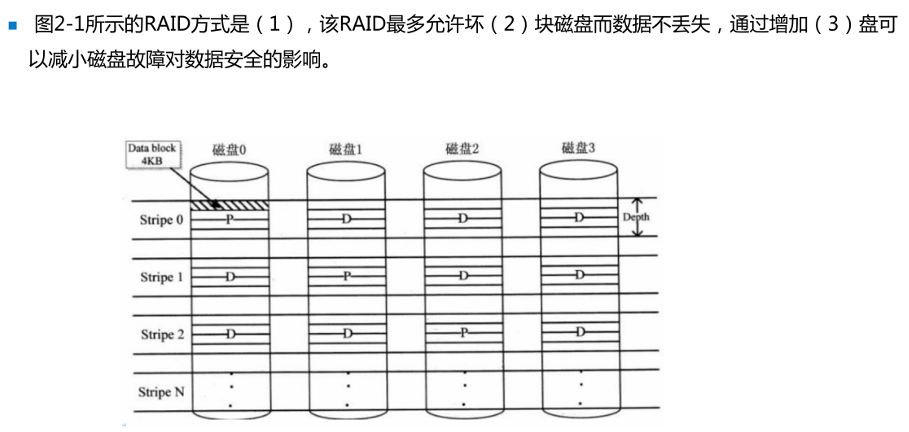 图2-1所示的RAID方式是（1），该RAID最多允许坏（2）块磁盘而数据不丢失，通过增加（3）盘可
以减小磁盘故障对数据安全的影响。
Data block
4KB
磁盘0
磁盘1
磁盘2
磁盘3
Stripe 0
P
D
D
D
Depth
Stripe 1
D
P
D
D
Stripe 2
D
D
P
D
Stripe N